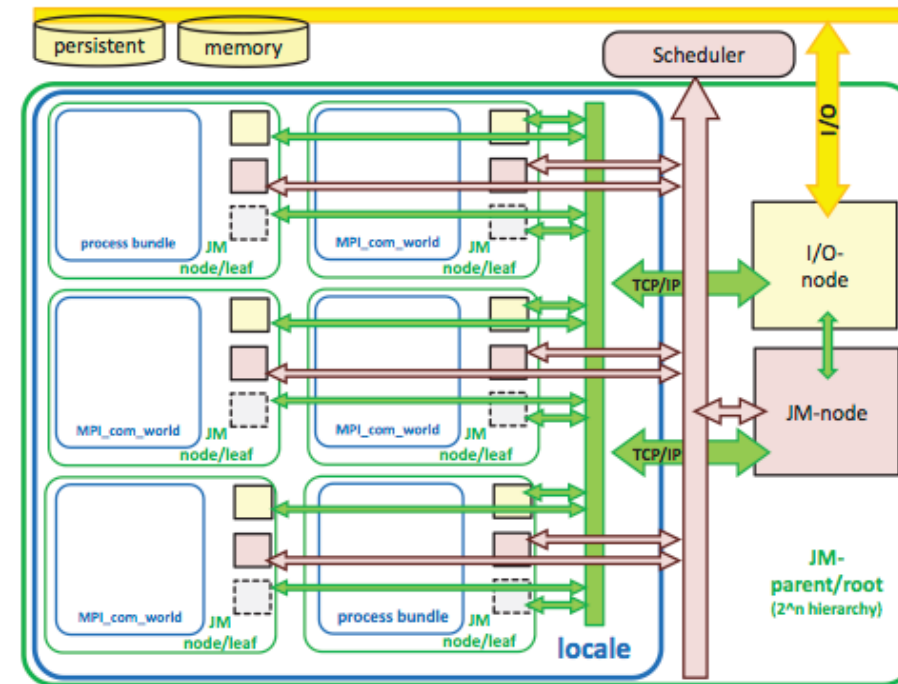 persistent
memory
Scheduler
I/O
process bundle
JM
node/leaf
MPI_com_world
JM
node/leaf
I/O-
node
TCP/IP
MPI_com_world
JM
node/leaf
MPI_com_world
JM
node/leaf
JM-node
TCP/IP
MPI_com_world
JM
node/leaf
process bundle
JM
node/leaf
JM-
parent/root
(2^n hierarchy)
locale